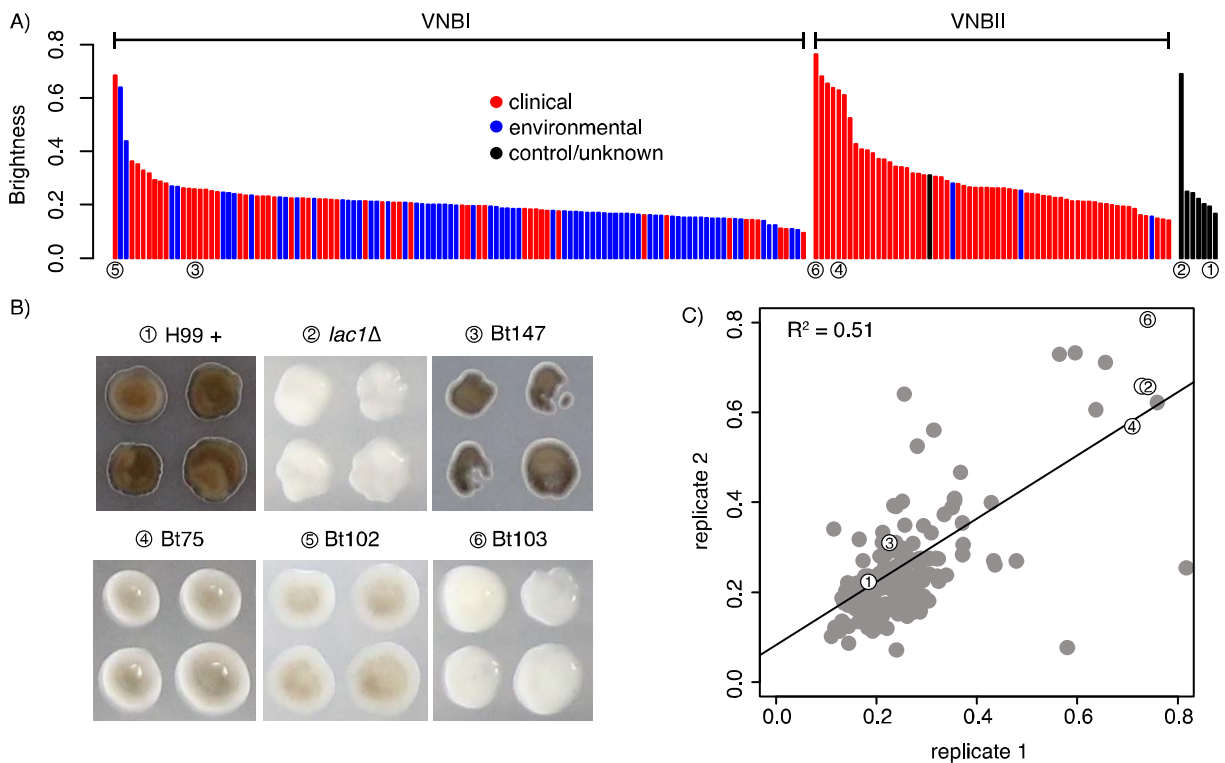 A)
VNBI
VNBII
0.8
0.6
0.4
0.2
0.0
Brightness
clinical
environmental
control/unknown
⑤ ③ ⑥ ④ ② ①
B)
① H99 + ② lac1Δ ③ Bt147
④ Bt75 ⑤ Bt102 ⑥ Bt103
C)
R² = 0.51
⑥
②
④
③
①
0.8
0.6
0.4
0.2
0.0
replicate 2
0.0 0.2 0.4 0.6 0.8
replicate 1